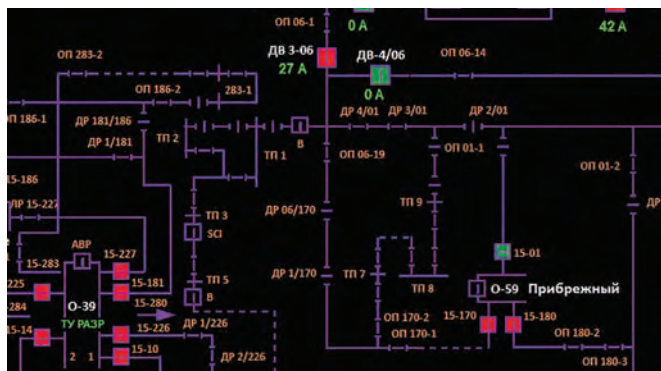 ОП 06-1
0 А
42 А
ДВ 3-06
27 А
ДВ-4/06
0 А
ОП 06-14
ОП 283-2
ОП 186-2
283-1
ОП 186-1
ДР 181/186
ДР 1/181
ТП 2
ТП 1
В
ДР 4/01
ДР 3/01
ДР 2/01
ОП 06-19
ОП 01-1
ОП 01-2
15-186
ДР 15-227
ТП 3
SCI
ДР 06/170
ТП 9
ДР
АВР
15-283
15-227
15-181
225
О-39
15-280
284
ТУ РАЗР
15-226
15-14
2 1
15-10
ТП 5
В
ДР 1/226
ДР 2/226
ДР 1/170
ТП 7
ТП 8
15-01
О-59 Прибрежный
15-170
15-180
ОП 170-2
ОП 170-1
ОП 180-2
ОП 180-3